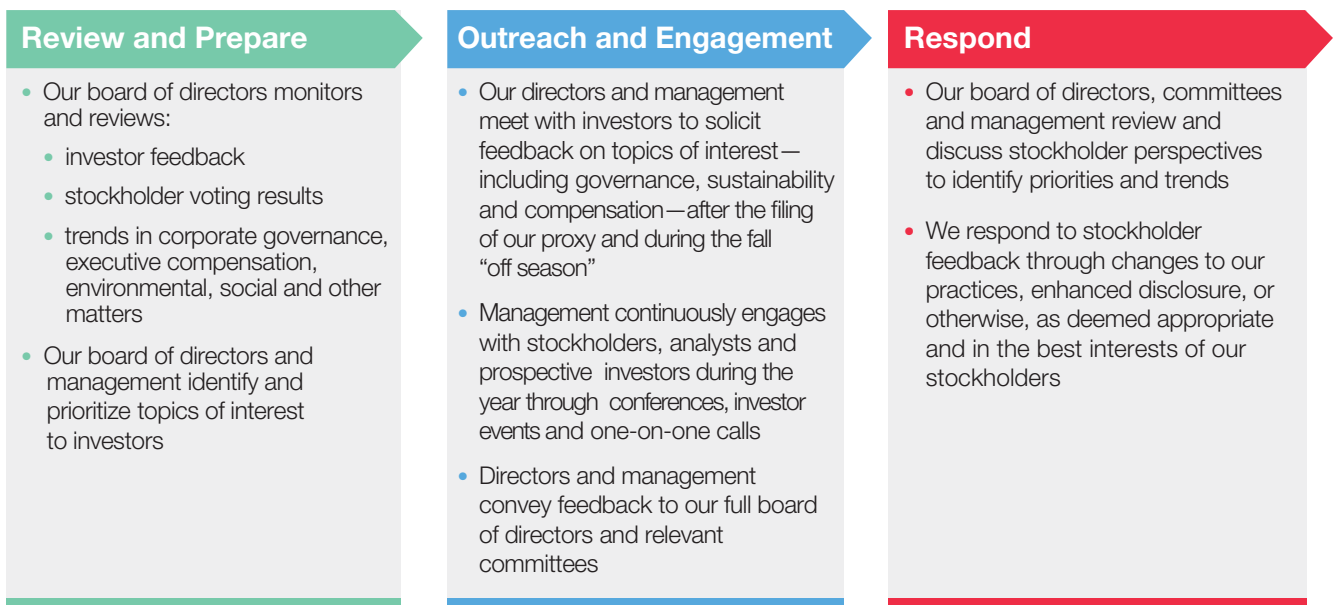 Review and Prepare
• Our board of directors monitors
and reviews:
• investor feedback
• stockholder voting results
• trends in corporate governance,
executive compensation,
environmental, social and other
matters
• Our board of directors and
management identify and
prioritize topics of interest
to investors
Outreach and Engagement
• Our directors and management
meet with investors to solicit
feedback on topics of interest—
including governance, sustainability
and compensation—after the filing
of our proxy and during the fall
“off season”
• Management continuously engages
with stockholders, analysts and
prospective investors during the
year through conferences, investor
events and one-on-one calls
• Directors and management
convey feedback to our full board
of directors and relevant
committees
Respond
• Our board of directors, committees
and management review and
discuss stockholder perspectives
to identify priorities and trends
• We respond to stockholder
feedback through changes to our
practices, enhanced disclosure, or
otherwise, as deemed appropriate
and in the best interests of our
stockholders